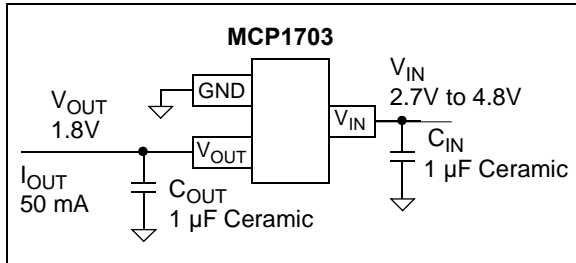 MCP1703
GND
VIN
VOUT
VIN
2.7V to 4.8V
CIN
1 µF Ceramic
VOUT
1.8V
IOUT
50 mA
COUT
1 µF Ceramic